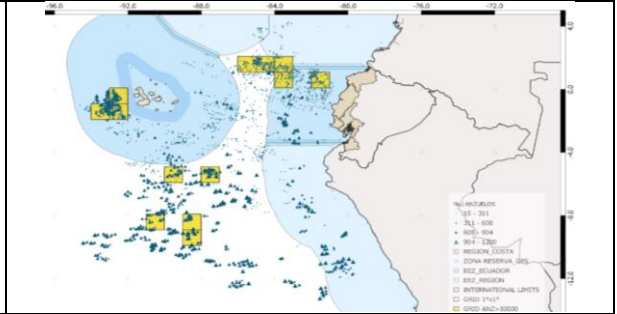 -96.0 -92.0 -88.0 -84.0 -80.0 -76.0 -72.0
4.0
0.0
-4.0
-8.0
-12.0
No. ANZUELOS
15 - 311
311 - 608
608 - 904
904 - 1200
REGION_COSTA
ZONA RESERVA_GPS
EEZ_ECUADOR
EEZ_REGION
INTERNATIONAL LIMITS
GRID 1°x1°
GRID ANZ>50000